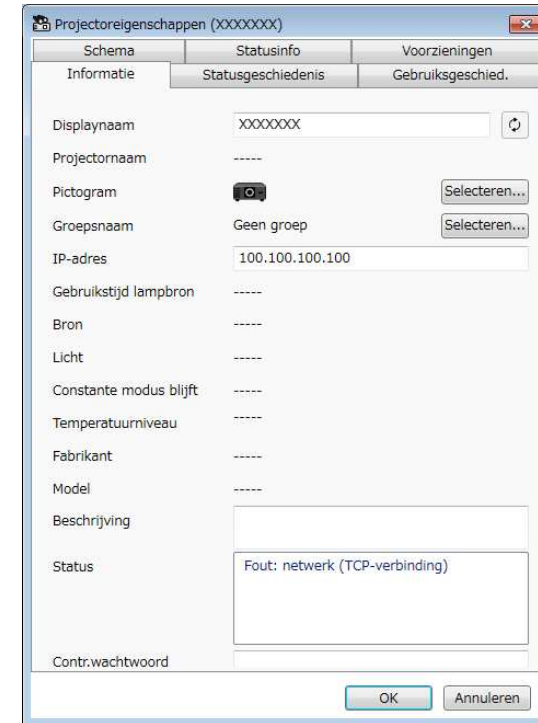 Projectoreigenschappen (XXXXXXX)
Schema Statusinfo Voorzieningen
Informatie Statusgeschiedenis Gebruiksgeschied.
Displaynaam XXXXXXX
Projectornaam -----
Pictogram Selecteren...
Groepsnaam Geen groep Selecteren...
IP-adres 100.100.100.100
Gebruikstijd lampbron -----
Bron -----
Licht -----
Constante modus blijft -----
Temperatuurniveau -----
Fabrikant -----
Model -----
Beschrijving
Status Fout: netwerk (TCP-verbinding)
Contr.wachtwoord
OK Annuleren